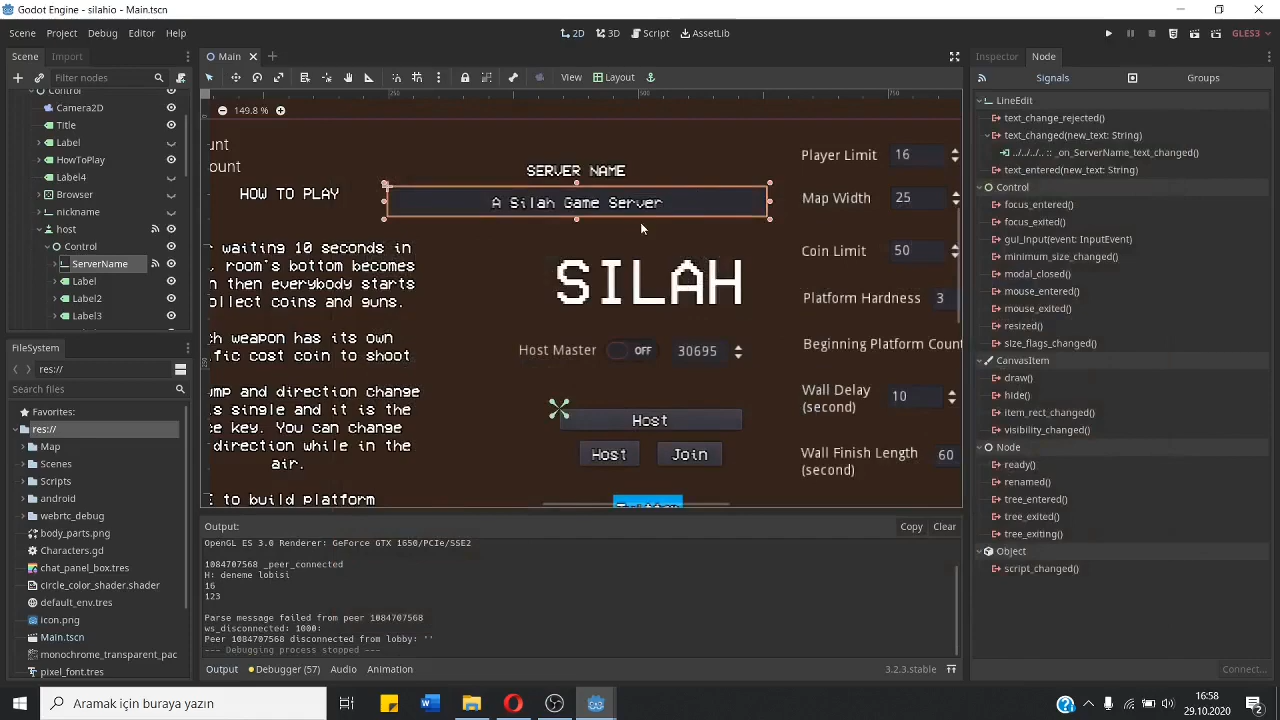 Godot Engine - silahio - Main.tscn
Scene Project Debug Editor Help
2D 3D Script AssetLib
GLES3
Scene Import
Filter nodes
Control
Camera2D
Title
Label
HowToPlay
Label4
Browser
nickname
host
Control
ServerName
Label
Label2
Label3
FileSystem
res://
Search files
Favorites:
res://
Map
Scenes
Scripts
android
webrtc_debug
body_parts.png
Characters.gd
chat_panel_box.tres
circle_color_shader.shader
default_env.tres
icon.png
Main.tscn
monochrome_transparent_pac
pixel_font.tres
Main
View Layout
250 500 750
149.8 %
unt
ount
HOW TO PLAY
waiting 10 seconds in
, room's bottom becomes
n then everybody starts
ollect coins and guns.
ch weapon has its own
fic cost coin to shoot
ump and direction change
s single and it is the
e key. You can change
direction while in the
air.
to build platform
SERVER NAME
A Silah Game Server
SILAH
Host Master OFF 30695
Host
Host Join
Player Limit 16
Map Width 25
Coin Limit 50
Platform Hardness 3
Beginning Platform Count
Wall Delay
(second)
10
Wall Finish Length
(second)
60
Output:
Copy Clear
OpenGL ES 3.0 Renderer: GeForce GTX 1650/PCIe/SSE2
1084707568 _peer_connected
H: deneme lobisi
16
123
Parse message failed from peer 1084707568
ws_disconnected: 1000:
Peer 1084707568 disconnected from lobby: ''
--- Debugging process stopped ---
Output Debugger (57) Audio Animation
3.2.3.stable
Inspector Node
Signals Groups
LineEdit
text_change_rejected()
text_changed(new_text: String)
../../../.. :: _on_ServerName_text_changed()
text_entered(new_text: String)
Control
focus_entered()
focus_exited()
gui_input(event: InputEvent)
minimum_size_changed()
modal_closed()
mouse_entered()
mouse_exited()
resized()
size_flags_changed()
CanvasItem
draw()
hide()
item_rect_changed()
visibility_changed()
Node
ready()
renamed()
tree_entered()
tree_exited()
tree_exiting()
Object
script_changed()
Connect...
Aramak için buraya yazın
16:58
29.10.2020
2